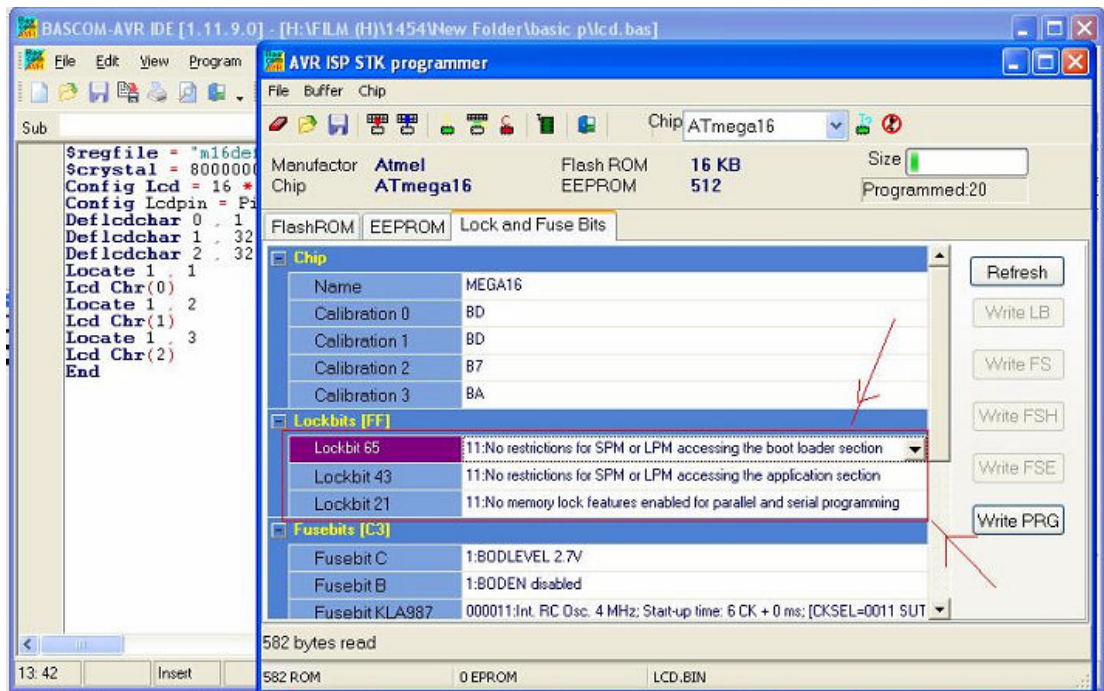 BASCOM-AVR IDE [1.11.9.0] - [H:\FILM (H)\1454\New Folder\basic p\lcd.bas]
File Edit View Program
Sub
$regfile = "m16def
$crystal = 8000000
Config Lcd = 16 *
Config Lcdpin = Pi
Deflcdchar 0 , 1
Deflcdchar 1 , 32
Deflcdchar 2 , 32
Locate 1 , 1
Lcd Chr(0)
Locate 1 , 2
Lcd Chr(1)
Locate 1 , 3
Lcd Chr(2)
End
13: 42 Insert
AVR ISP STK programmer
File Buffer Chip
Chip ATmega16
Manufactor Atmel Flash ROM 16 KB Size
Chip ATmega16 EEPROM 512 Programmed:20
FlashROM EEPROM Lock and Fuse Bits
Chip
Name MEGA16
Calibration 0 BD
Calibration 1 BD
Calibration 2 B7
Calibration 3 BA
Lockbits [FF]
Lockbit 65 11:No restrictions for SPM or LPM accessing the boot loader section
Lockbit 43 11:No restrictions for SPM or LPM accessing the application section
Lockbit 21 11:No memory lock features enabled for parallel and serial programming
Fusebits [C3]
Fusebit C 1:BODLEVEL 2.7V
Fusebit B 1:BODEN disabled
Fusebit KLA987 000011:Int. RC Osc. 4 MHz; Start-up time: 6 CK + 0 ms; [CKSEL=0011 SUT
Refresh
Write LB
Write FS
Write FSH
Write FSE
Write PRG
582 bytes read
582 ROM 0 EPROM LCD.BIN